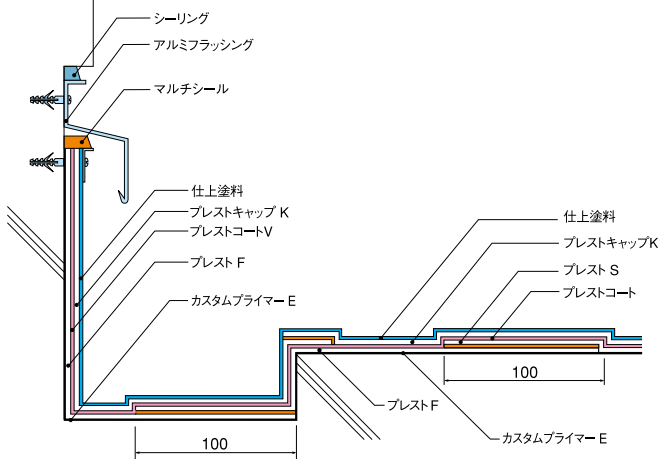 シーリング
アルミフラッシング
マルチシール
仕上塗料
プレストキャップ K
プレストコートV
プレスト F
カスタムプライマー E
仕上塗料
プレストキャップK
プレスト S
プレストコート
100
プレストF
カスタムプライマー E
100